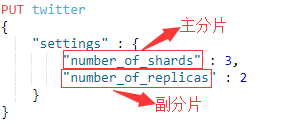 PUT twitter
主分片
{
"settings" : {
"number_of_shards" : 3,
"number_of_replicas" : 2
}
副分片
}